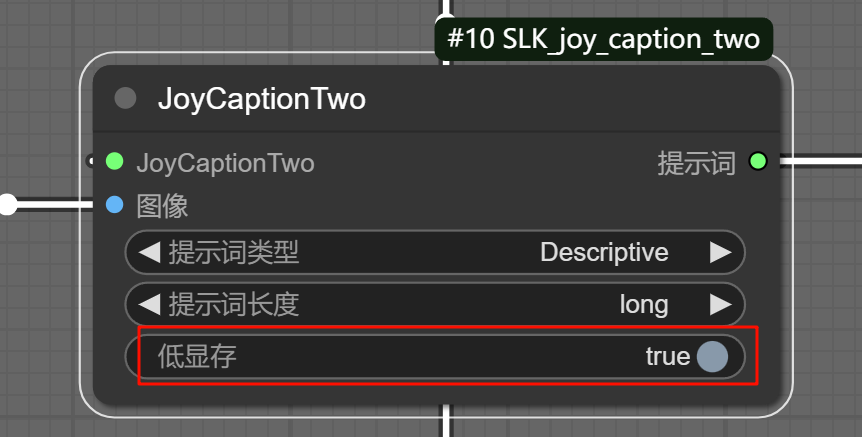 #10 SLK_joy_caption_two
JoyCaptionTwo
JoyCaptionTwo 提示词
图像
提示词类型 Descriptive
提示词长度 long
低显存 true